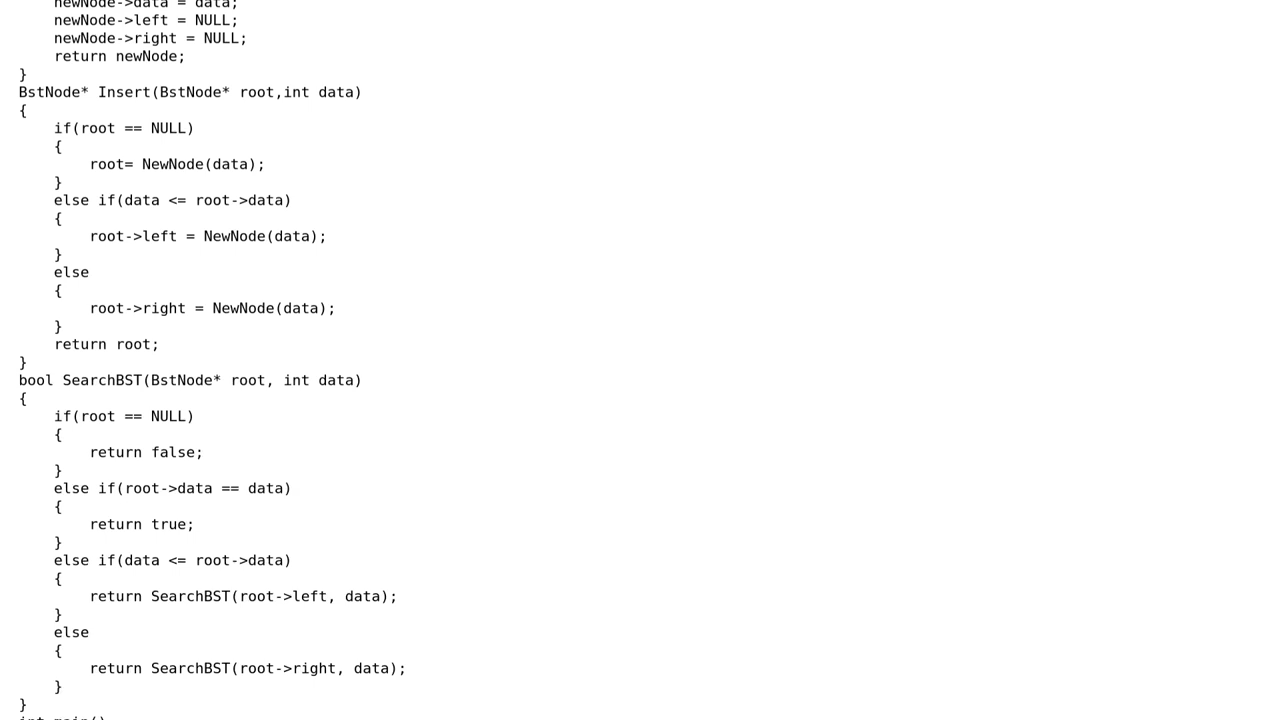 newNode->data = data;
newNode->left = NULL;
newNode->right = NULL;
return newNode;
}
BstNode* Insert(BstNode* root,int data)
{
if(root == NULL)
{
root= NewNode(data);
}
else if(data <= root->data)
{
root->left = NewNode(data);
}
else
{
root->right = NewNode(data);
}
return root;
}
bool SearchBST(BstNode* root, int data)
{
if(root == NULL)
{
return false;
}
else if(root->data == data)
{
return true;
}
else if(data <= root->data)
{
return SearchBST(root->left, data);
}
else
{
return SearchBST(root->right, data);
}
}
int main()